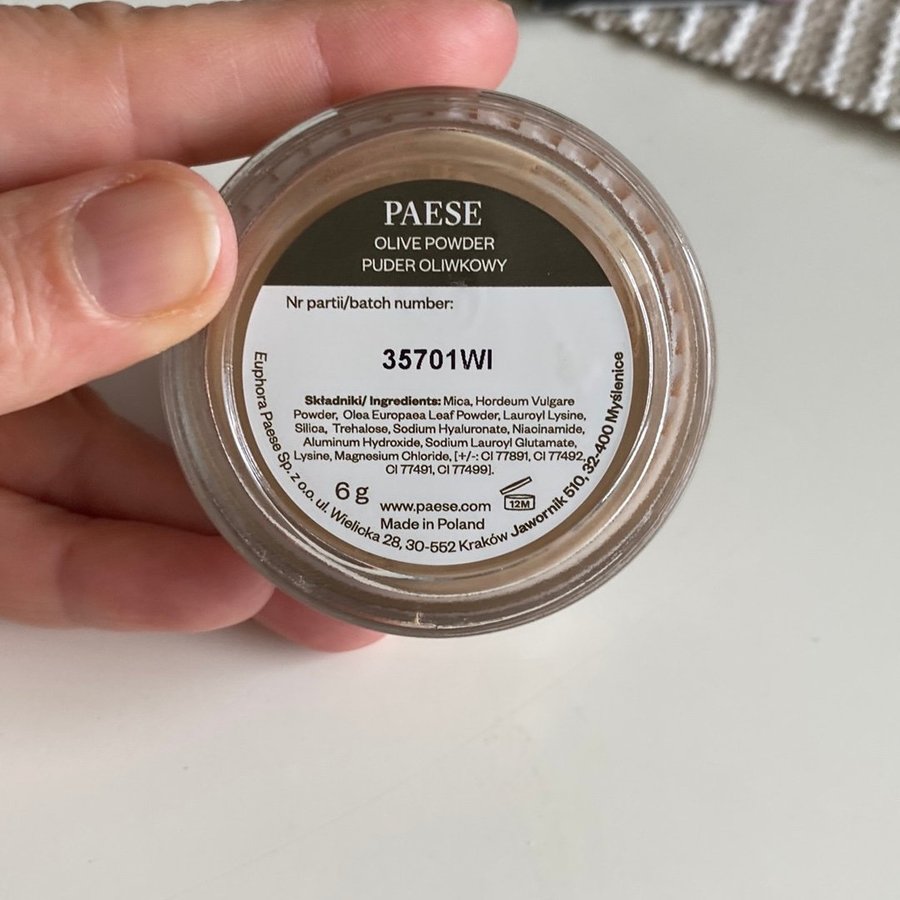 PAESE
OLIVE POWDER
PUDER OLIWKOWY
Nr partii/batch number:
35701WI
Składniki/ Ingredients: Mica, Hordeum Vulgare
Powder, Olea Europaea Leaf Powder, Lauroyl Lysine,
Silica, Trehalose, Sodium Hyaluronate, Niacinamide,
Aluminum Hydroxide, Sodium Lauroyl Glutamate,
Lysine, Magnesium Chloride, [+/-: CI 77891, CI 77492,
CI 77491, CI 77499].
6 g
www.paese.com
12M
Made in Poland
Euphora Paese Sp. z o.o. ul. Wielicka 28, 30-552 Kraków Jawornik 510, 32-400 Myślenice